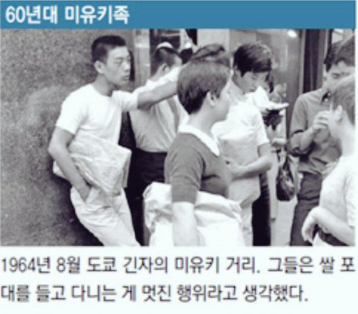 60년대 미유키족
1964년 8월 도쿄 긴자의 미유키 거리. 그들은 쌀 포
대를 들고 다니는 게 멋진 행위라고 생각했다.